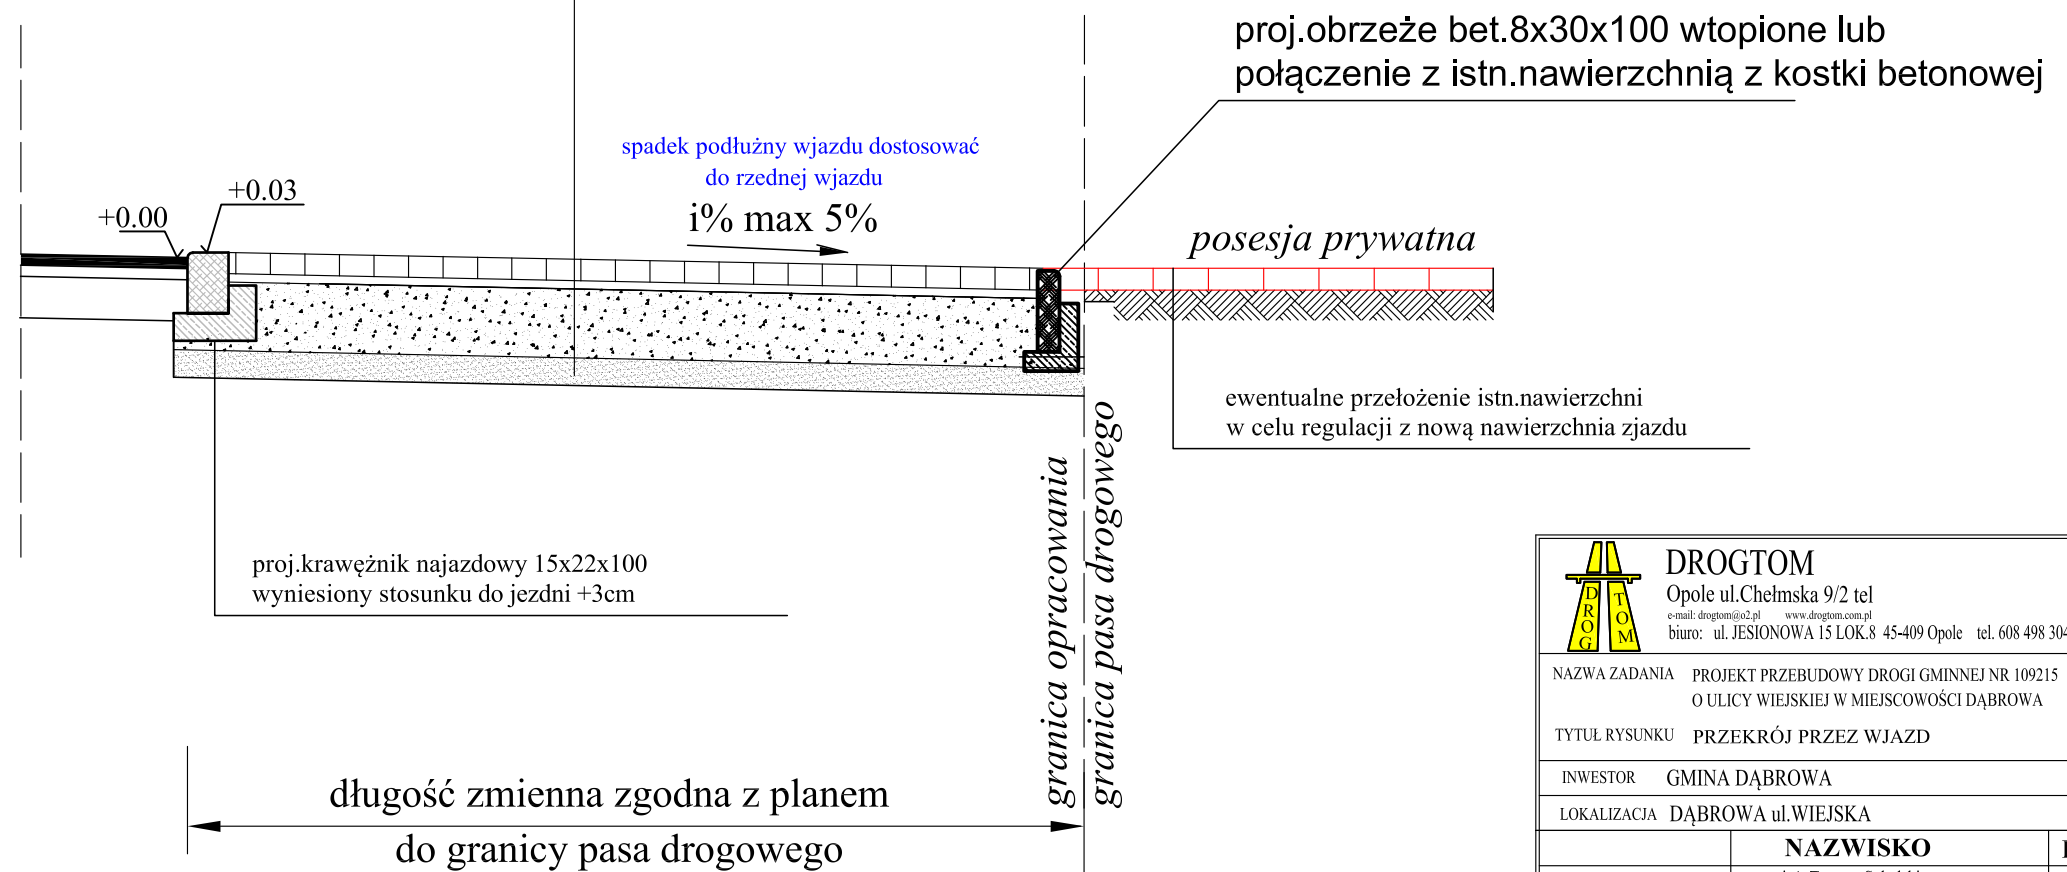 proj.obrzeże bet.8x30x100 wtopione lub
połączenie z istn.nawierzchnią z kostki betonowej
spadek podłużny wjazdu dostosować
do rzednej wjazdu
i% max 5%
+0.03
+0.00
posesja prywatna
ewentualne przełożenie istn.nawierzchni
w celu regulacji z nową nawierzchnia zjazdu
granica opracowania
granica pasa drogowego
proj.krawężnik najazdowy 15x22x100
wyniesiony stosunku do jezdni +3cm
długość zmienna zgodna z planem
do granicy pasa drogowego
DROG
TOM
DROGTOM
Opole ul.Chełmska 9/2 tel
e-mail: drogtom@o2.pl www.drogtom.com.pl
biuro: ul. JESIONOWA 15 LOK.8 45-409 Opole tel. 608 498 304
NAZWA ZADANIA PROJEKT PRZEBUDOWY DROGI GMINNEJ NR 109215
O ULICY WIEJSKIEJ W MIEJSCOWOŚCI DĄBROWA
TYTUŁ RYSUNKU PRZEKRÓJ PRZEZ WJAZD
INWESTOR GMINA DĄBROWA
LOKALIZACJA DĄBROWA ul.WIEJSKA
NAZWISKO